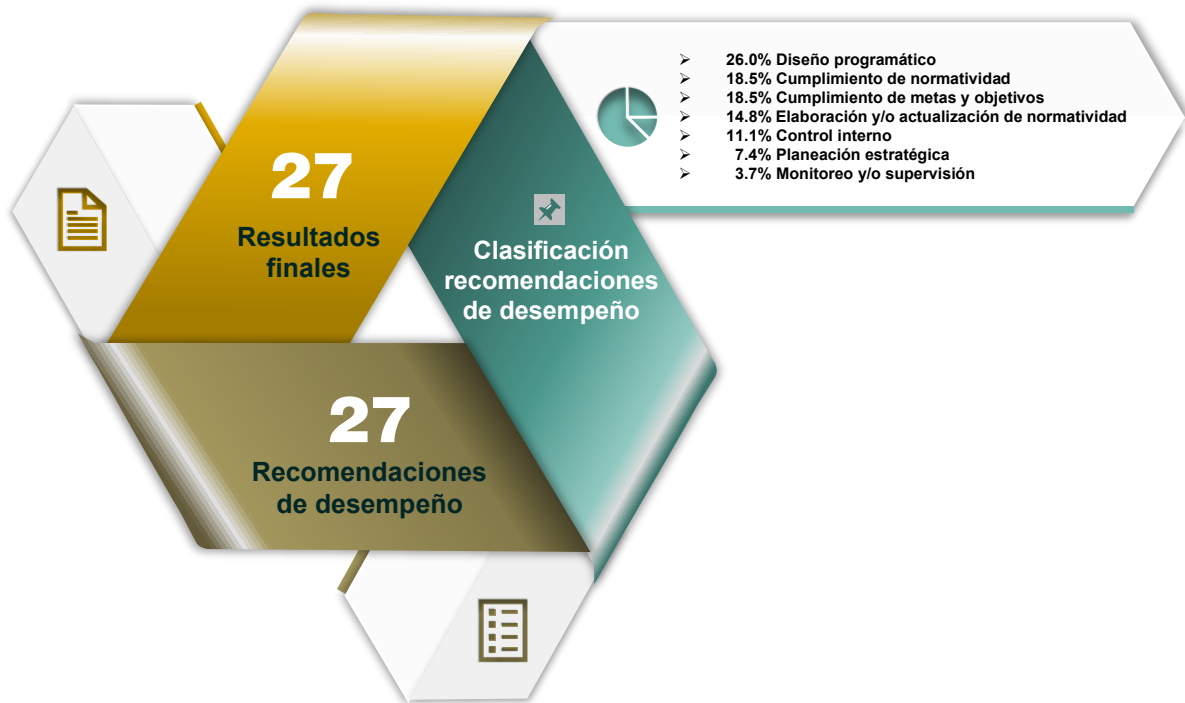 27
Resultados
finales
27
Recomendaciones
de desempeño
Clasificación
recomendaciones
de desempeño
➢ 26.0% Diseño programático
➢ 18.5% Cumplimiento de normatividad
➢ 18.5% Cumplimiento de metas y objetivos
➢ 14.8% Elaboración y/o actualización de normatividad
➢ 11.1% Control interno
➢ 7.4% Planeación estratégica
➢ 3.7% Monitoreo y/o supervisión